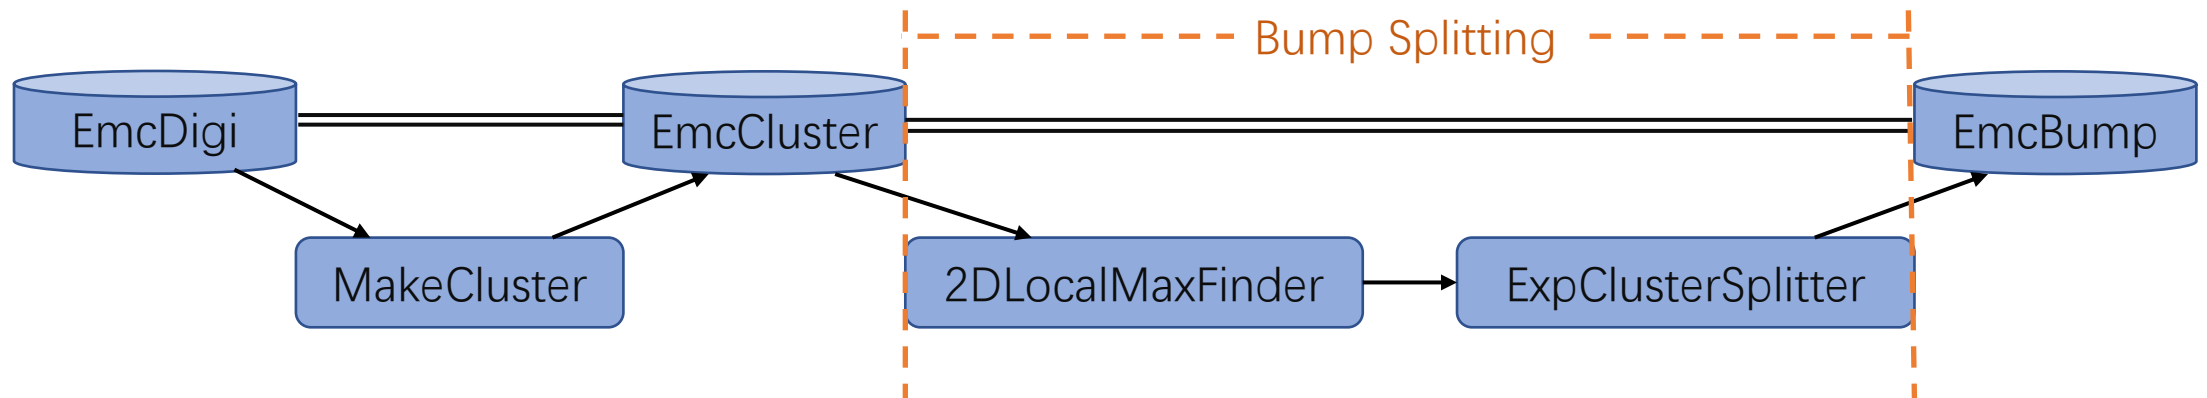 Bump Splitting
EmcDigi
EmcCluster
EmcBump
MakeCluster
2DLocalMaxFinder
ExpClusterSplitter